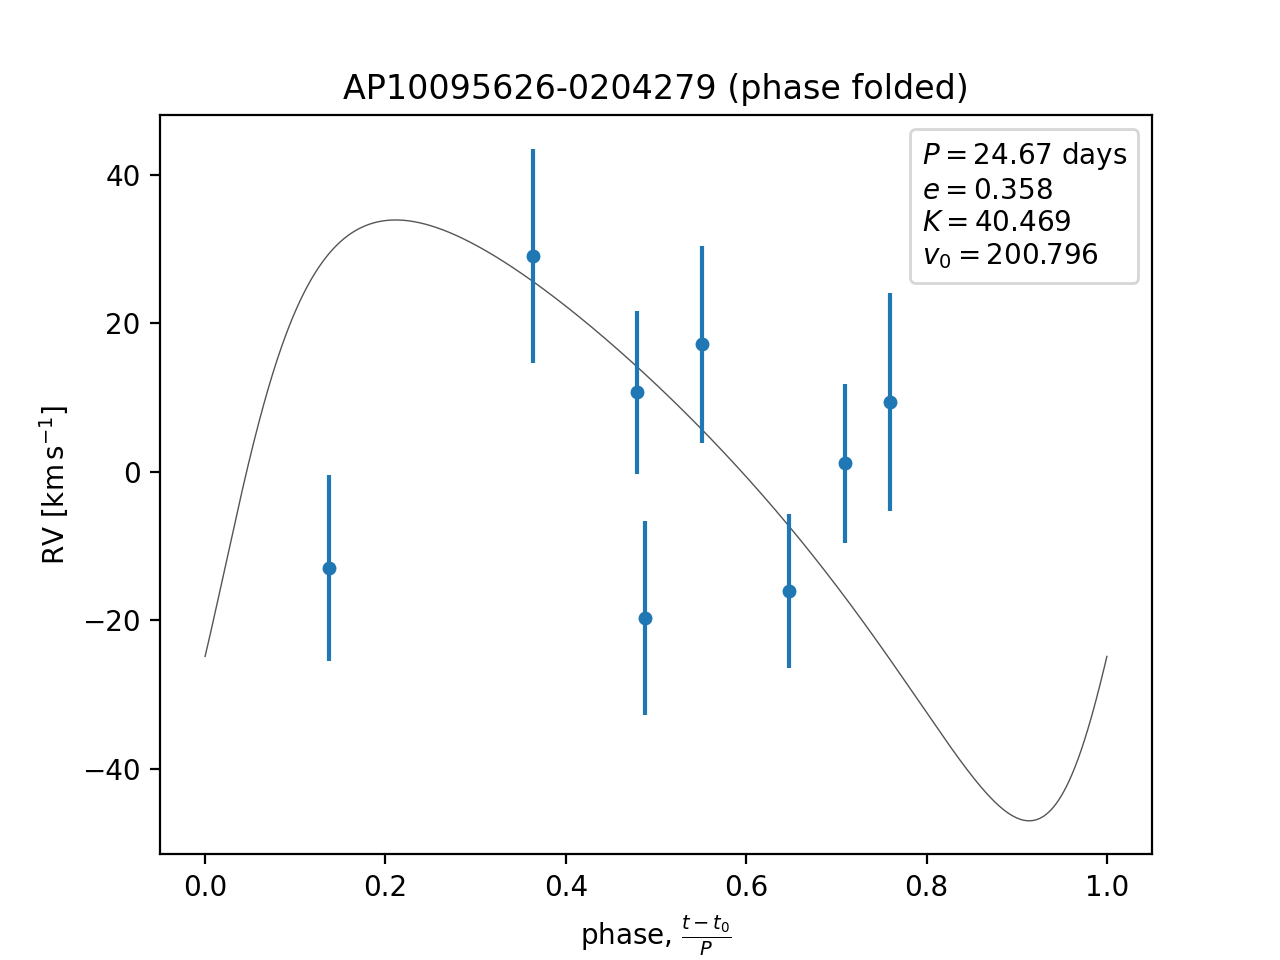 AP10095626-0204279 (phase folded)
P = 24.67 days
e = 0.358
K = 40.469
v₀ = 200.796
40
20
0
−20
−40
RV [km s⁻¹]
0.0 0.2 0.4 0.6 0.8 1.0
phase, (t − t₀)/P